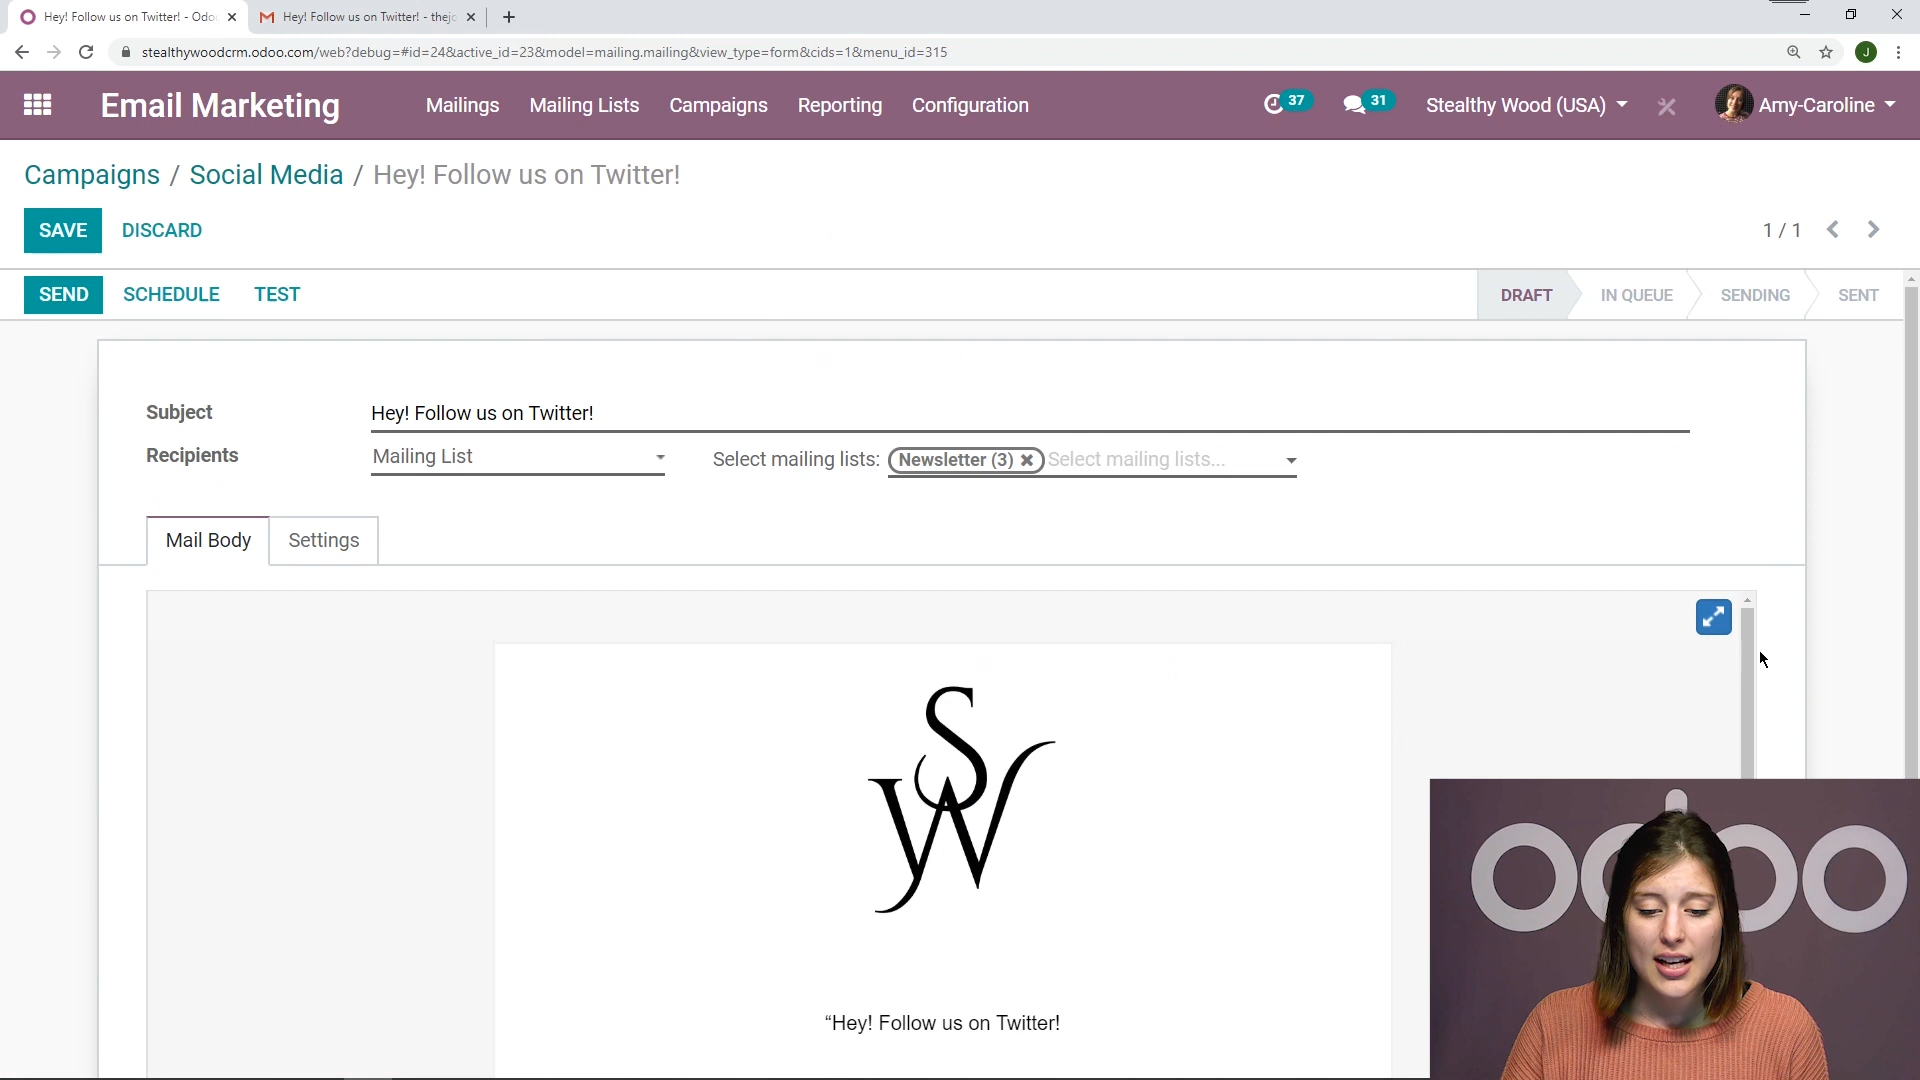 Hey! Follow us on Twitter! - Odo
Hey! Follow us on Twitter! - thejo
stealthywoodcrm.odoo.com/web?debug=#id=24&active_id=23&model=mailing.mailing&view_type=form&cids=1&menu_id=315
J
Email Marketing
Mailings
Mailing Lists
Campaigns
Reporting
Configuration
37
31
Stealthy Wood (USA)
Amy-Caroline
Campaigns / Social Media / Hey! Follow us on Twitter!
SAVE
DISCARD
1 / 1
SEND
SCHEDULE
TEST
DRAFT
IN QUEUE
SENDING
SENT
Subject
Hey! Follow us on Twitter!
Recipients
Mailing List
Select mailing lists:
Newsletter (3)
Select mailing lists...
Mail Body
Settings
SW
“Hey! Follow us on Twitter!
odoo